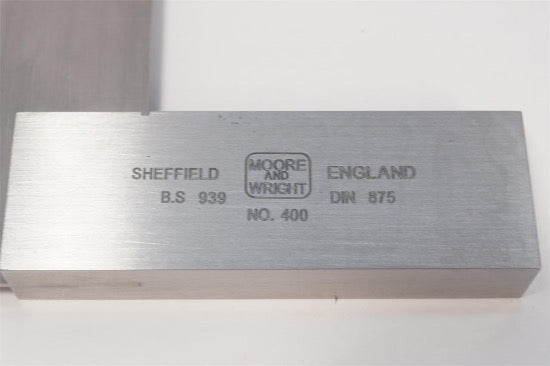 SHEFFIELD MOORE AND WRIGHT ENGLAND
B.S 939 DIN 875
NO. 400